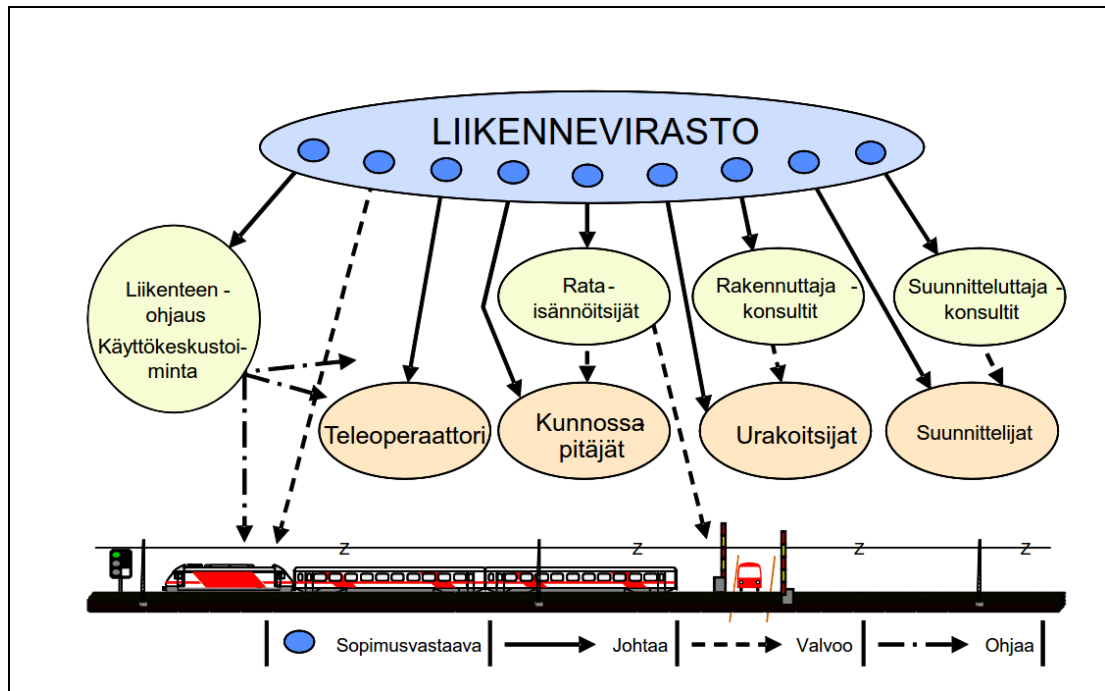 LIIKENNEVIRASTO
Liikenteen -
ohjaus
Käyttökeskustoi-
minta
Rata-
isännöitsijät
Rakennuttaja -
konsultit
Suunnitteluttaja -
konsultit
Teleoperaattori
Kunnossa-
pitäjät
Urakoitsijat
Suunnittelijat
Z Z Z Z
Sopimusvastaava Johtaa Valvoo Ohjaa